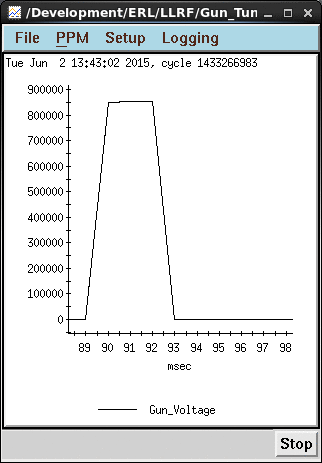 /Development/ERL/LLRF/Gun_Tun
File PPM Setup Logging
Tue Jun 2 13:43:02 2015, cycle 1433266983
900000
800000
700000
600000
500000
400000
300000
200000
100000
0
89 90 91 92 93 94 95 96 97 98
msec
Gun_Voltage
Stop